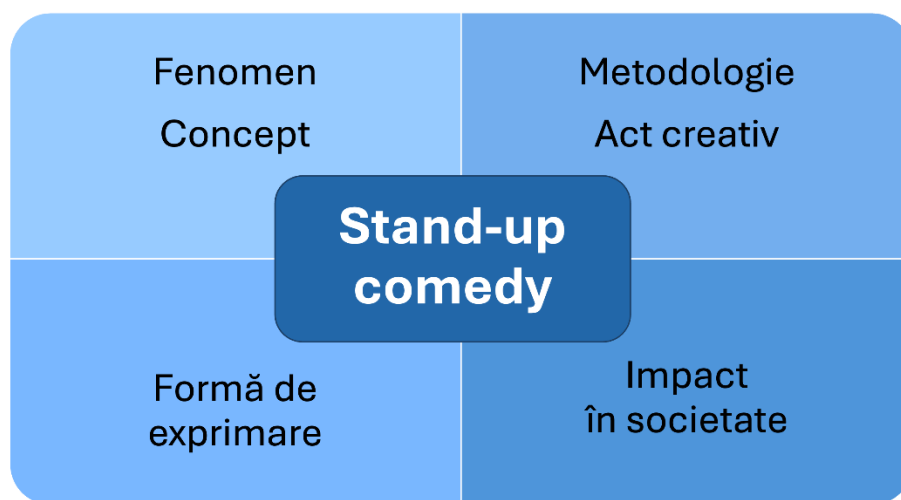 Fenomen
Concept
Metodologie
Act creativ
Stand-up
comedy
Formă de
exprimare
Impact
în societate